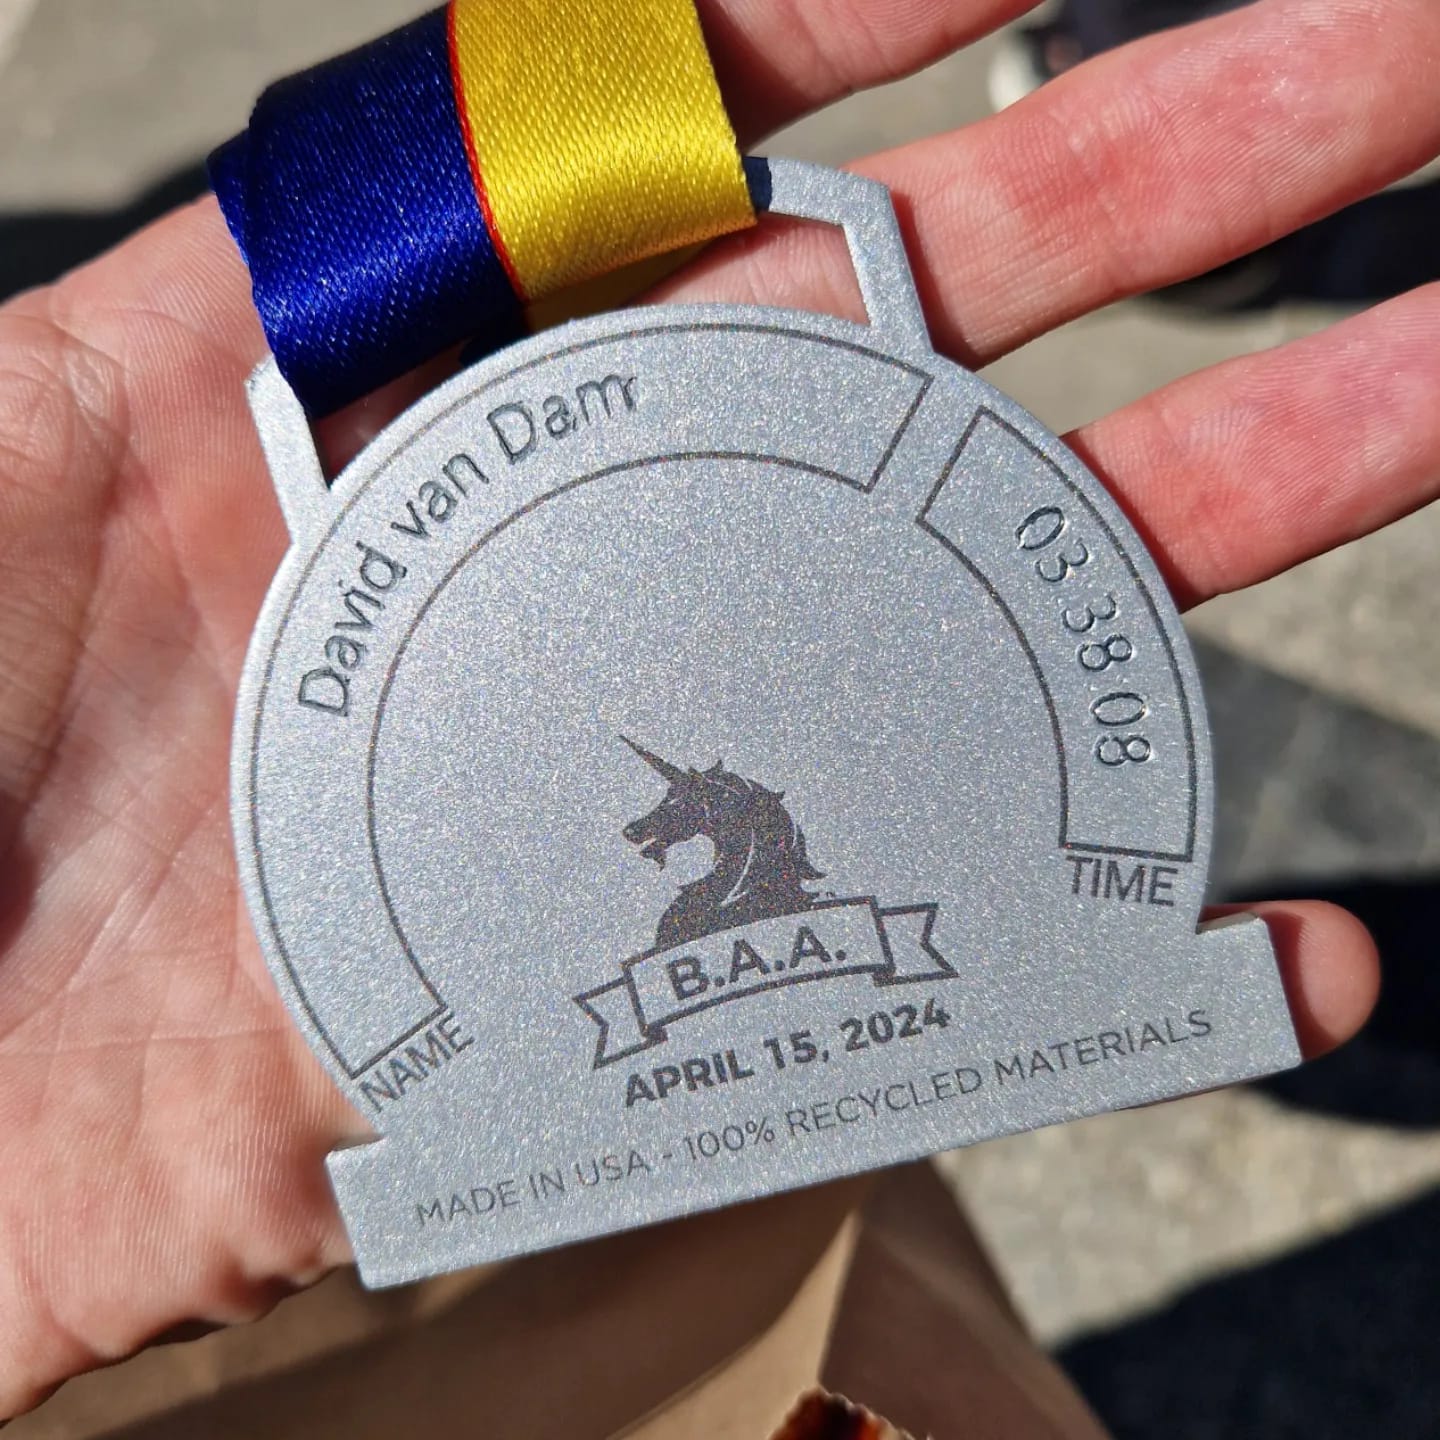 David van Dam
03:38:08
TIME
NAME
B.A.A.
APRIL 15, 2024
MADE IN USA - 100% RECYCLED MATERIALS